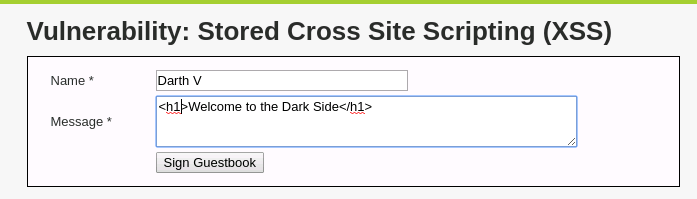 Vulnerability: Stored Cross Site Scripting (XSS)
Name * Darth V
Message * <h1>Welcome to the Dark Side</h1>
Sign Guestbook